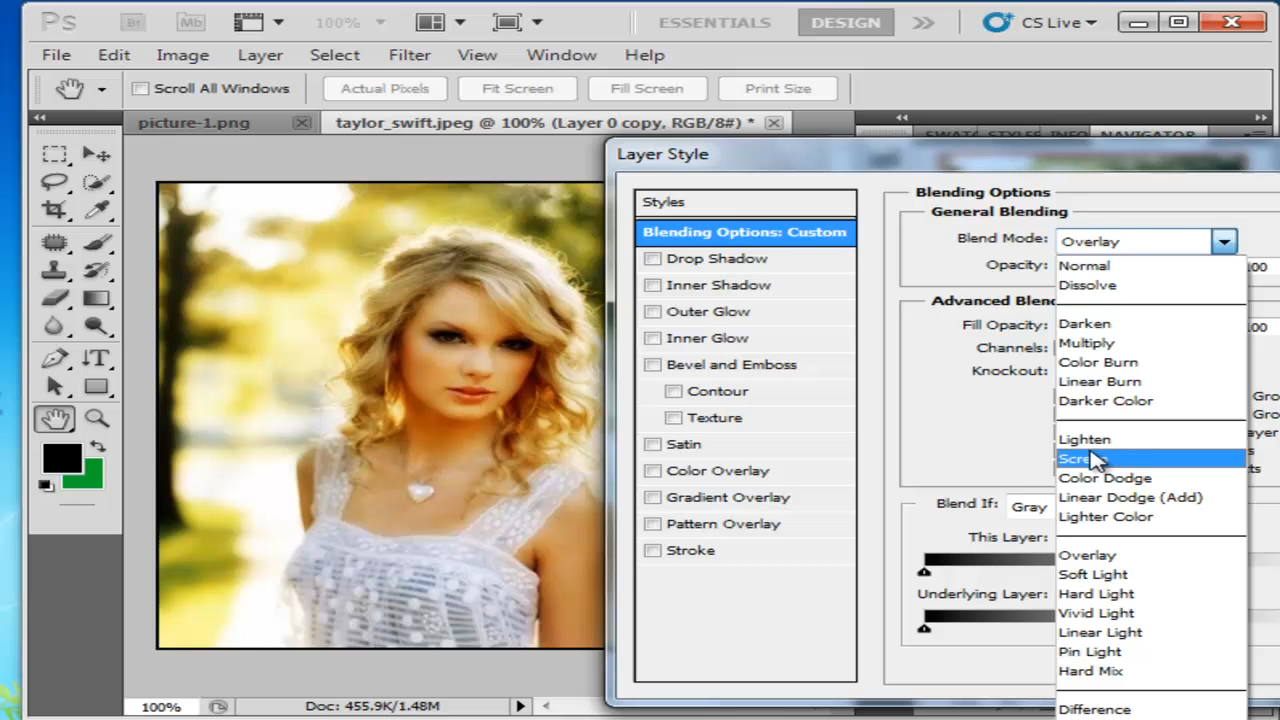 Ps Br Mb 100% ESSENTIALS DESIGN CS Live
File Edit Image Layer Select Filter View Window Help
Scroll All Windows Actual Pixels Fit Screen Fill Screen Print Size
picture-1.png taylor_swift.jpeg @ 100% (Layer 0 copy, RGB/8#) * SWAT STYLES INFO NAVIGATOR
Layer Style
Styles
Blending Options: Custom
Drop Shadow
Inner Shadow
Outer Glow
Inner Glow
Bevel and Emboss
Contour
Texture
Satin
Color Overlay
Gradient Overlay
Pattern Overlay
Stroke
Blending Options
General Blending
Blend Mode: Overlay
Opacity: 100
Advanced Blen
Fill Opacity: 100
Channels:
Knockout:
Gro
Gro
ayer
Blend If: Gray
This Layer:
Underlying Layer:
Normal
Dissolve
Darken
Multiply
Color Burn
Linear Burn
Darker Color
Lighten
Scre
Color Dodge
Linear Dodge (Add)
Lighter Color
Overlay
Soft Light
Hard Light
Vivid Light
Linear Light
Pin Light
Hard Mix
Difference
100% Doc: 455.9K/1.48M